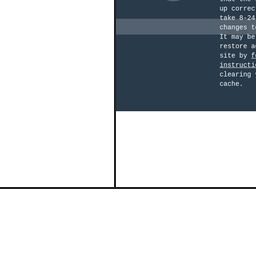 up correc
take 8-24
changes t
It may be
restore a
site by f
instructi
clearing
cache.